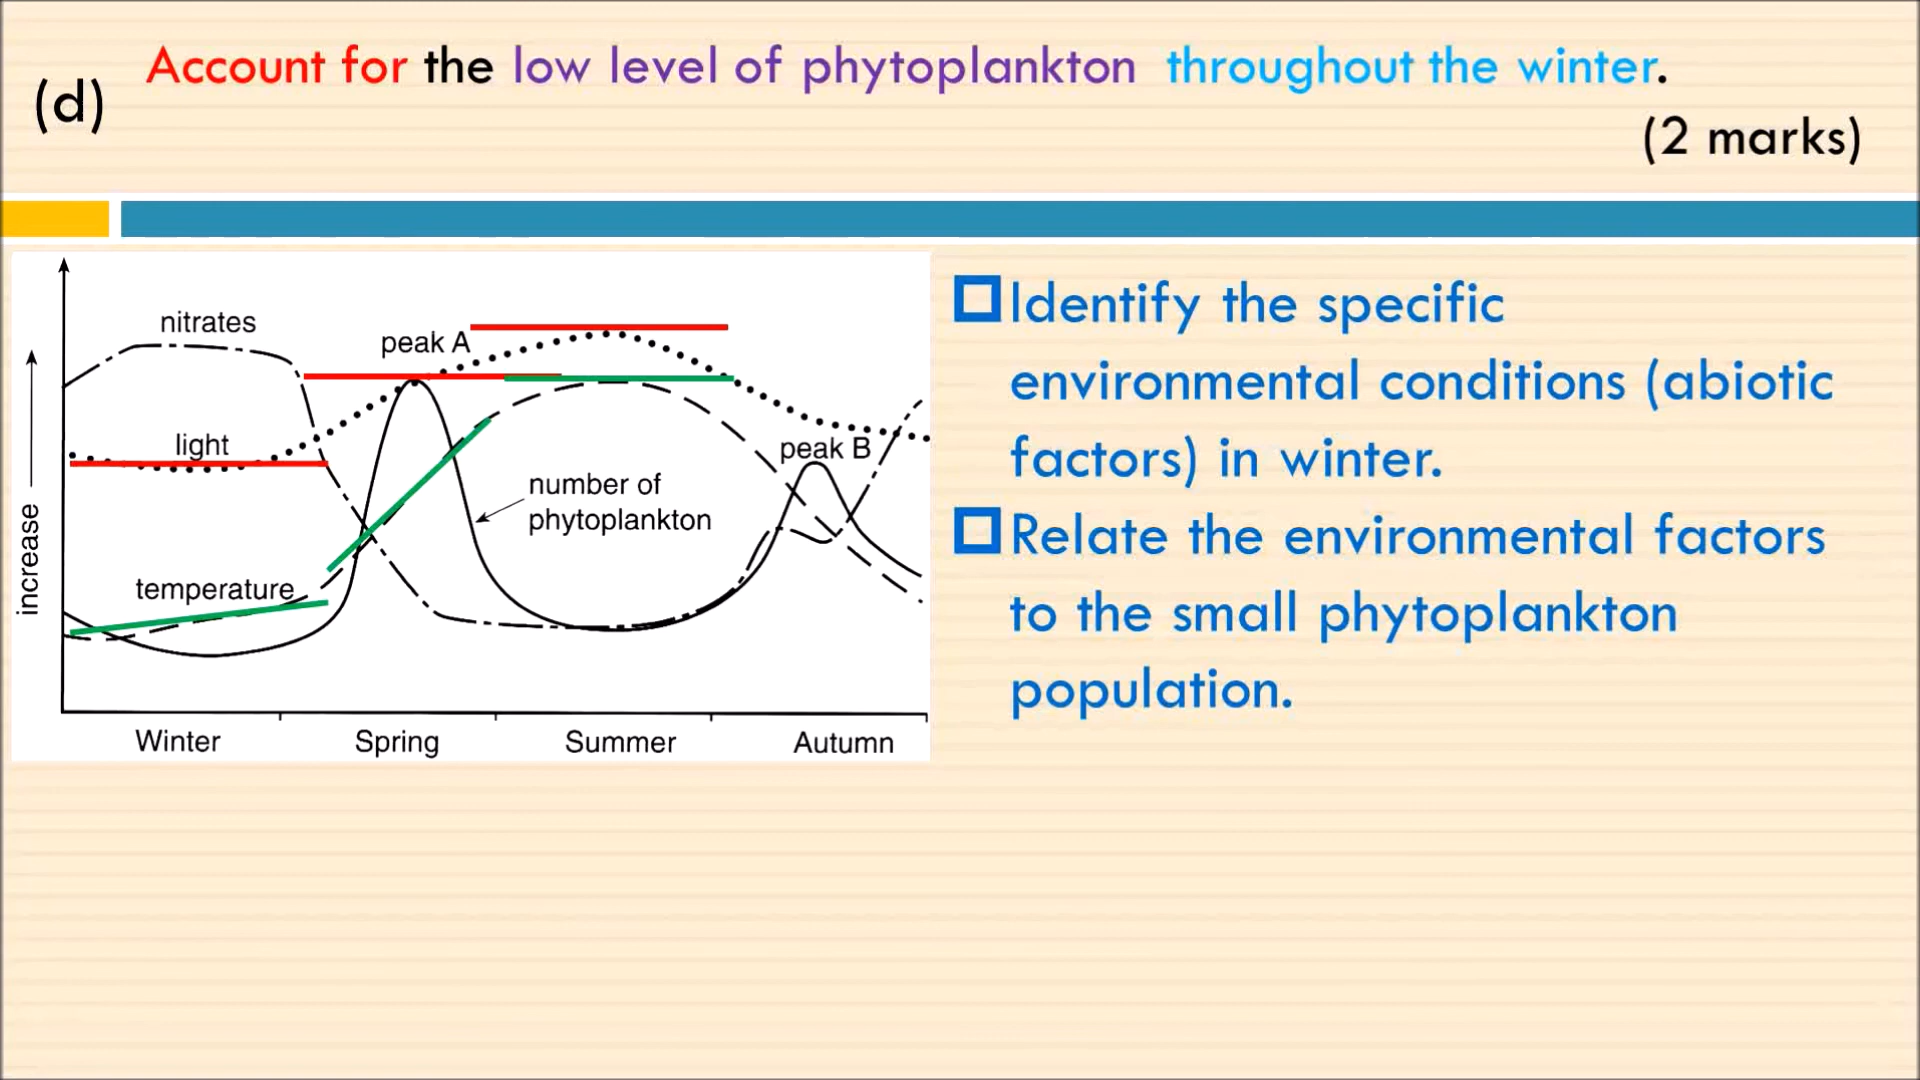 Account for the low level of phytoplankton throughout the winter.
(d)
(2 marks)
nitrates
peak A
light
peak B
number of
phytoplankton
temperature
increase
Winter Spring Summer Autumn
Identify the specific
environmental conditions (abiotic
factors) in winter.
Relate the environmental factors
to the small phytoplankton
population.